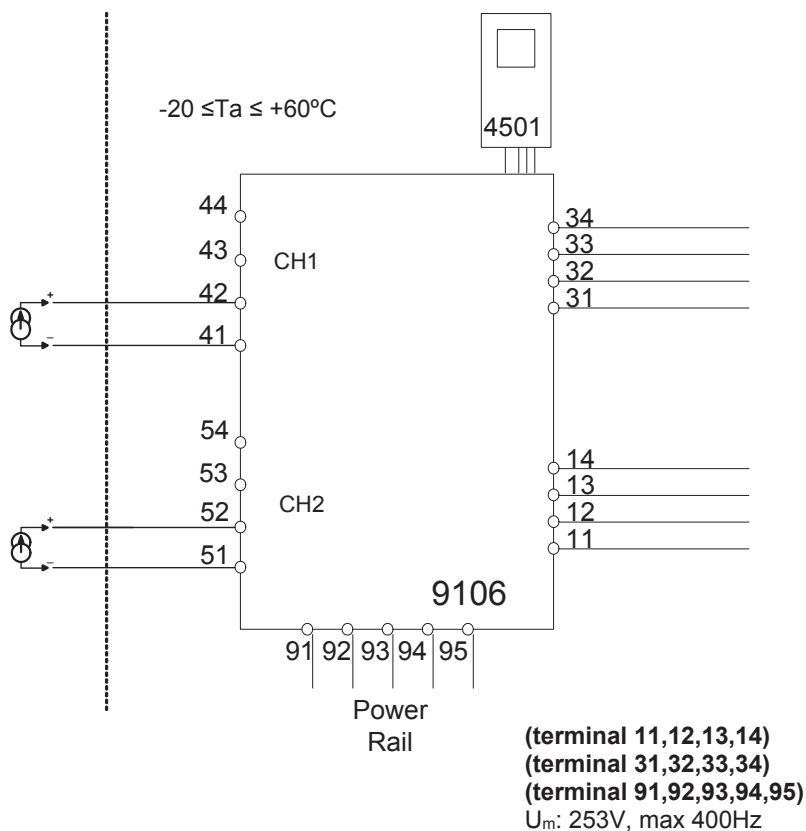 -20 ≤Ta ≤ +60ºC
4501
44
43
CH1
42
41
+
–
34
33
32
31
54
53
CH2
52
51
+
–
14
13
12
11
9106
91 92 93 94 95
Power
Rail
(terminal 11,12,13,14)
(terminal 31,32,33,34)
(terminal 91,92,93,94,95)
Um: 253V, max 400Hz